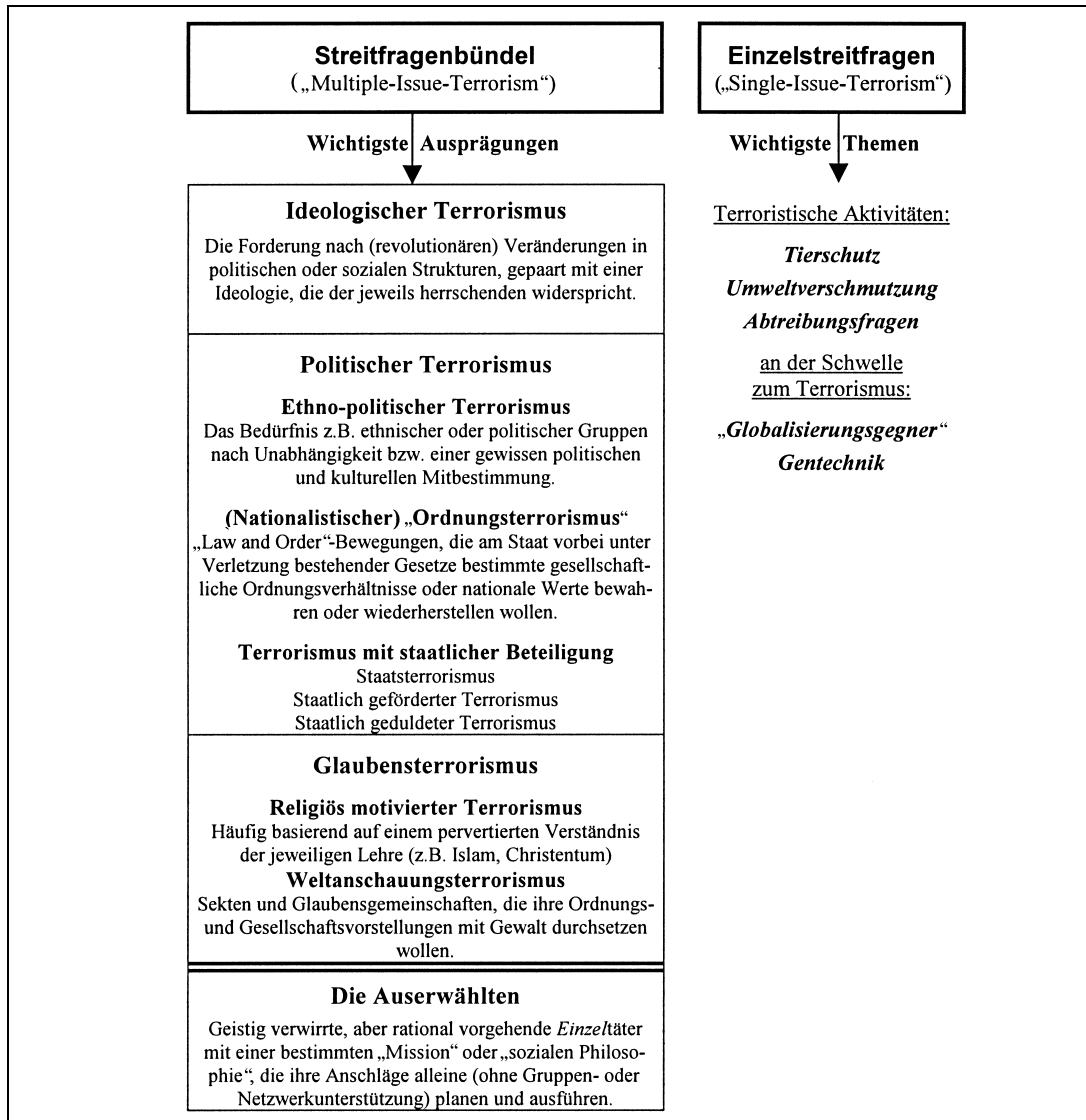 Streitfragenbündel
(„Multiple-Issue-Terrorism“)
Wichtigste Ausprägungen
Ideologischer Terrorismus
Die Forderung nach (revolutionären) Veränderungen in
politischen oder sozialen Strukturen, gepaart mit einer
Ideologie, die der jeweils herrschenden widerspricht.
Politischer Terrorismus
Ethno-politischer Terrorismus
Das Bedürfnis z.B. ethnischer oder politischer Gruppen
nach Unabhängigkeit bzw. einer gewissen politischen
und kulturellen Mitbestimmung.
(Nationalistischer) „Ordnungsterrorismus“
„Law and Order“-Bewegungen, die am Staat vorbei unter
Verletzung bestehender Gesetze bestimmte gesellschaft-
liche Ordnungsverhältnisse oder nationale Werte bewah-
ren oder wiederherstellen wollen.
Terrorismus mit staatlicher Beteiligung
Staatsterrorismus
Staatlich geförderter Terrorismus
Staatlich geduldeter Terrorismus
Glaubensterrorismus
Religiös motivierter Terrorismus
Häufig basierend auf einem pervertierten Verständnis
der jeweiligen Lehre (z.B. Islam, Christentum)
Weltanschauungsterrorismus
Sekten und Glaubensgemeinschaften, die ihre Ordnungs-
und Gesellschaftsvorstellungen mit Gewalt durchsetzen
wollen.
Die Auserwählten
Geistig verwirrte, aber rational vorgehende Einzeltäter
mit einer bestimmten „Mission“ oder „sozialen Philoso-
phie“, die ihre Anschläge alleine (ohne Gruppen- oder
Netzwerkunterstützung) planen und ausführen.
Einzelstreitfragen
(„Single-Issue-Terrorism“)
Wichtigste Themen
Terroristische Aktivitäten:
Tierschutz
Umweltverschmutzung
Abtreibungsfragen
an der Schwelle
zum Terrorismus:
„Globalisierungsgegner“
Gentechnik